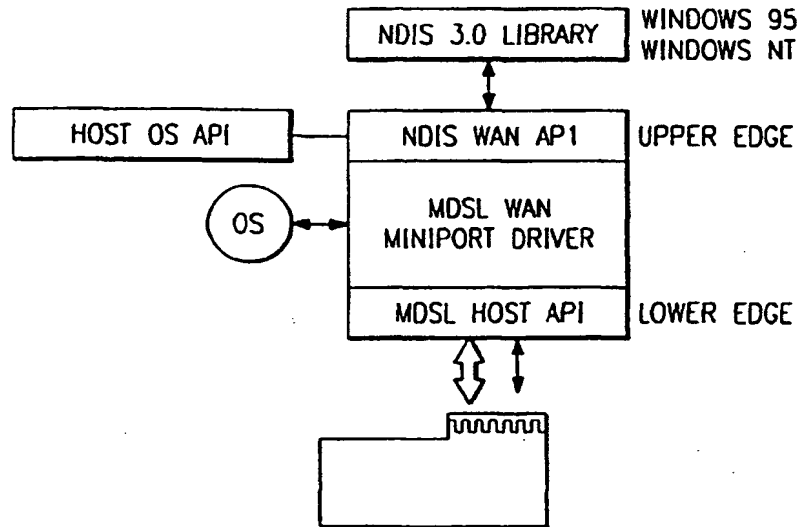 NDIS 3.0 LIBRARY
WINDOWS 95
WINDOWS NT
HOST OS API
NDIS WAN AP1
UPPER EDGE
OS
MDSL WAN
MINIPORT DRIVER
MDSL HOST API
LOWER EDGE